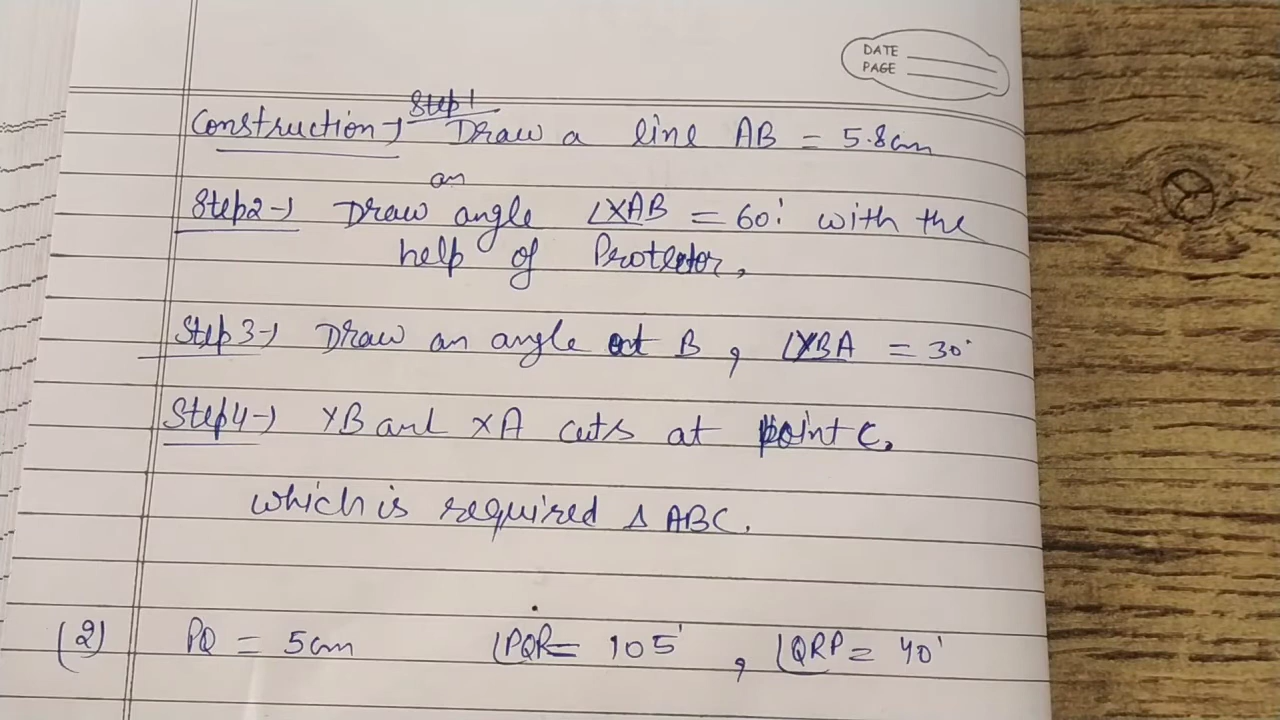 DATE
PAGE
Construction→ Step1 Draw a line AB = 5.8cm
an
Step2→ Draw angle ∠XAB = 60° with the
help of Protector,
Step3→ Draw an angle at B, ∠YBA = 30°
Step4→ YB and XA cuts at point C,
which is required △ ABC.
(2) PQ = 5cm ∠PQR = 105°, ∠QRP = 40°